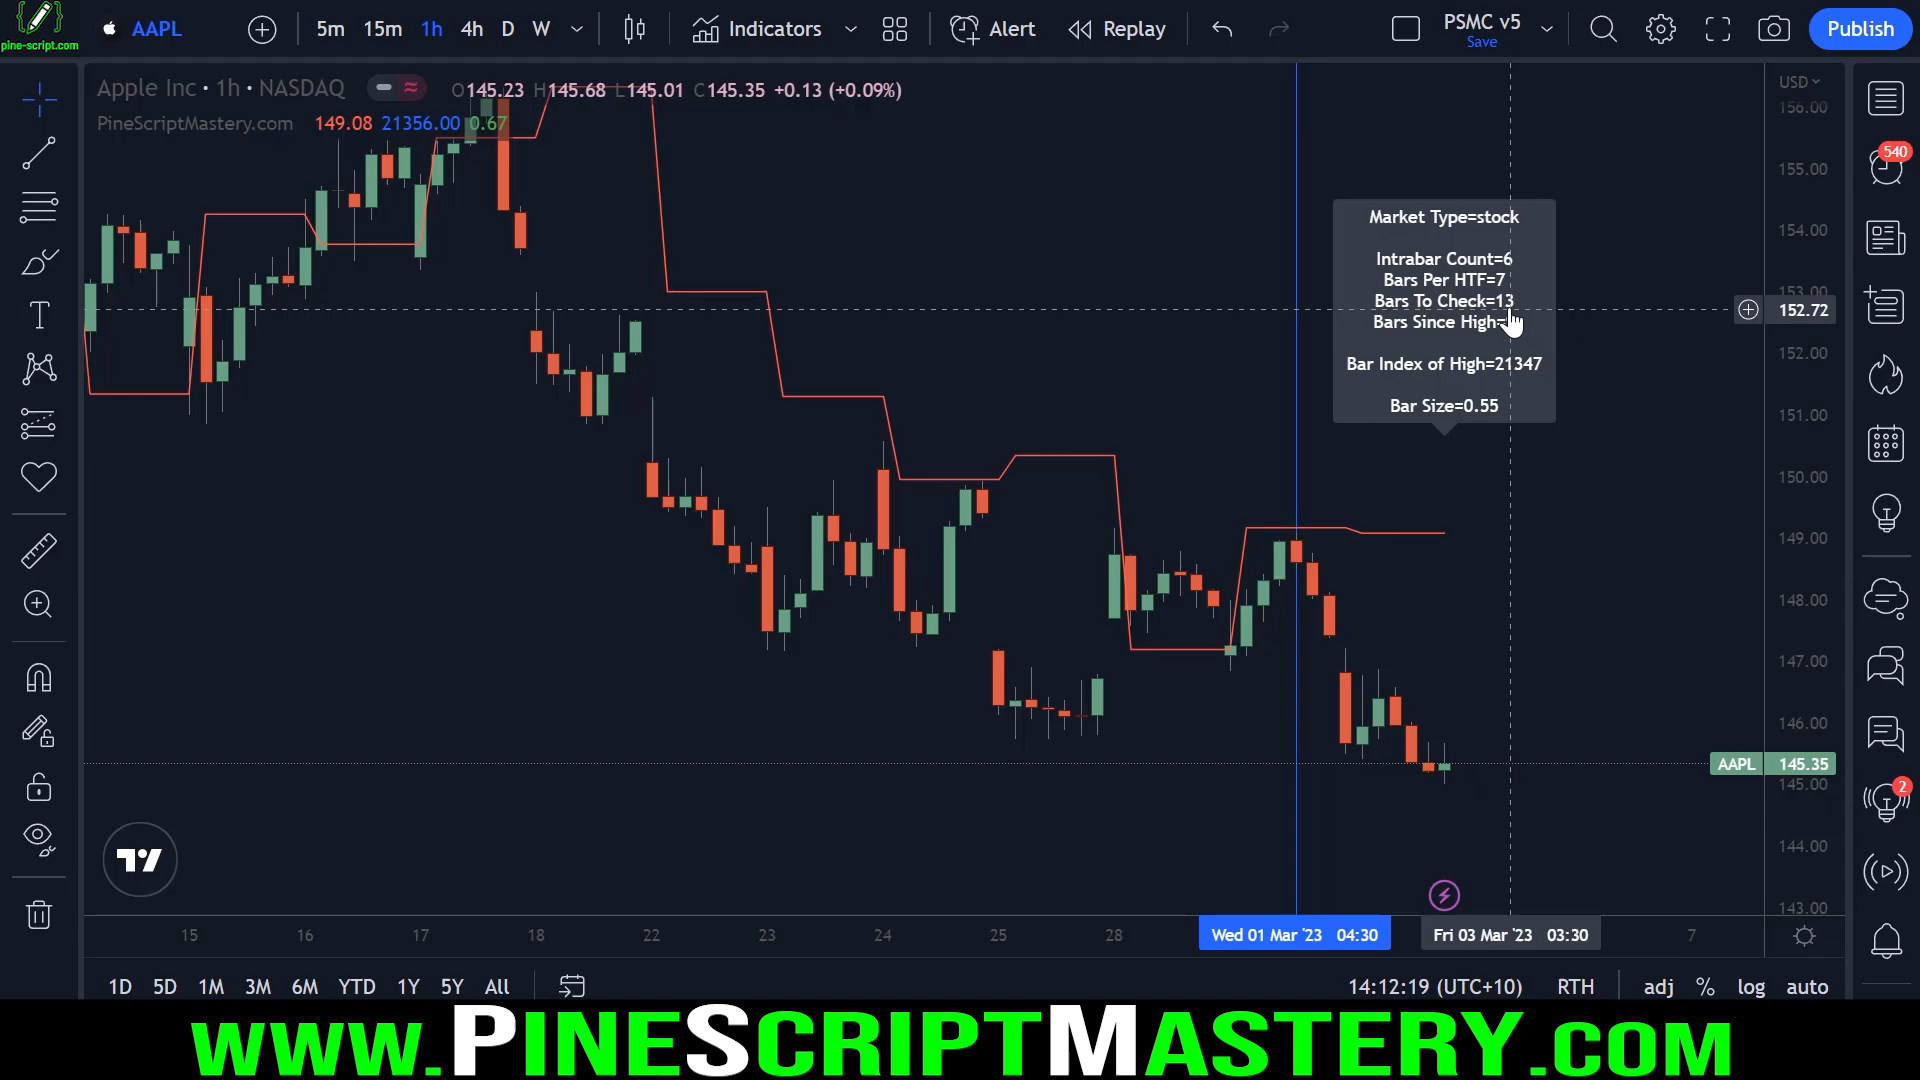 pine-script.com
AAPL
5m 15m 1h 4h D W
Indicators
Alert
Replay
PSMC v5
Save
Publish
Apple Inc • 1h • NASDAQ
O145.23 H145.68 L145.01 C145.35 +0.13 (+0.09%)
PineScriptMastery.com 149.08 21356.00 0.67
USD
156.00
155.00
154.00
153.00
152.72
152.00
151.00
150.00
149.00
148.00
147.00
146.00
AAPL 145.35
145.00
144.00
143.00
540
2
Market Type=stock
Intrabar Count=6
Bars Per HTF=7
Bars To Check=13
Bars Since High=
Bar Index of High=21347
Bar Size=0.55
15 16 17 18 22 23 24 25 28 Wed 01 Mar '23 04:30 Fri 03 Mar '23 03:30 7
1D 5D 1M 3M 6M YTD 1Y 5Y All
14:12:19 (UTC+10) RTH adj % log auto
www.PineScriptMastery.com